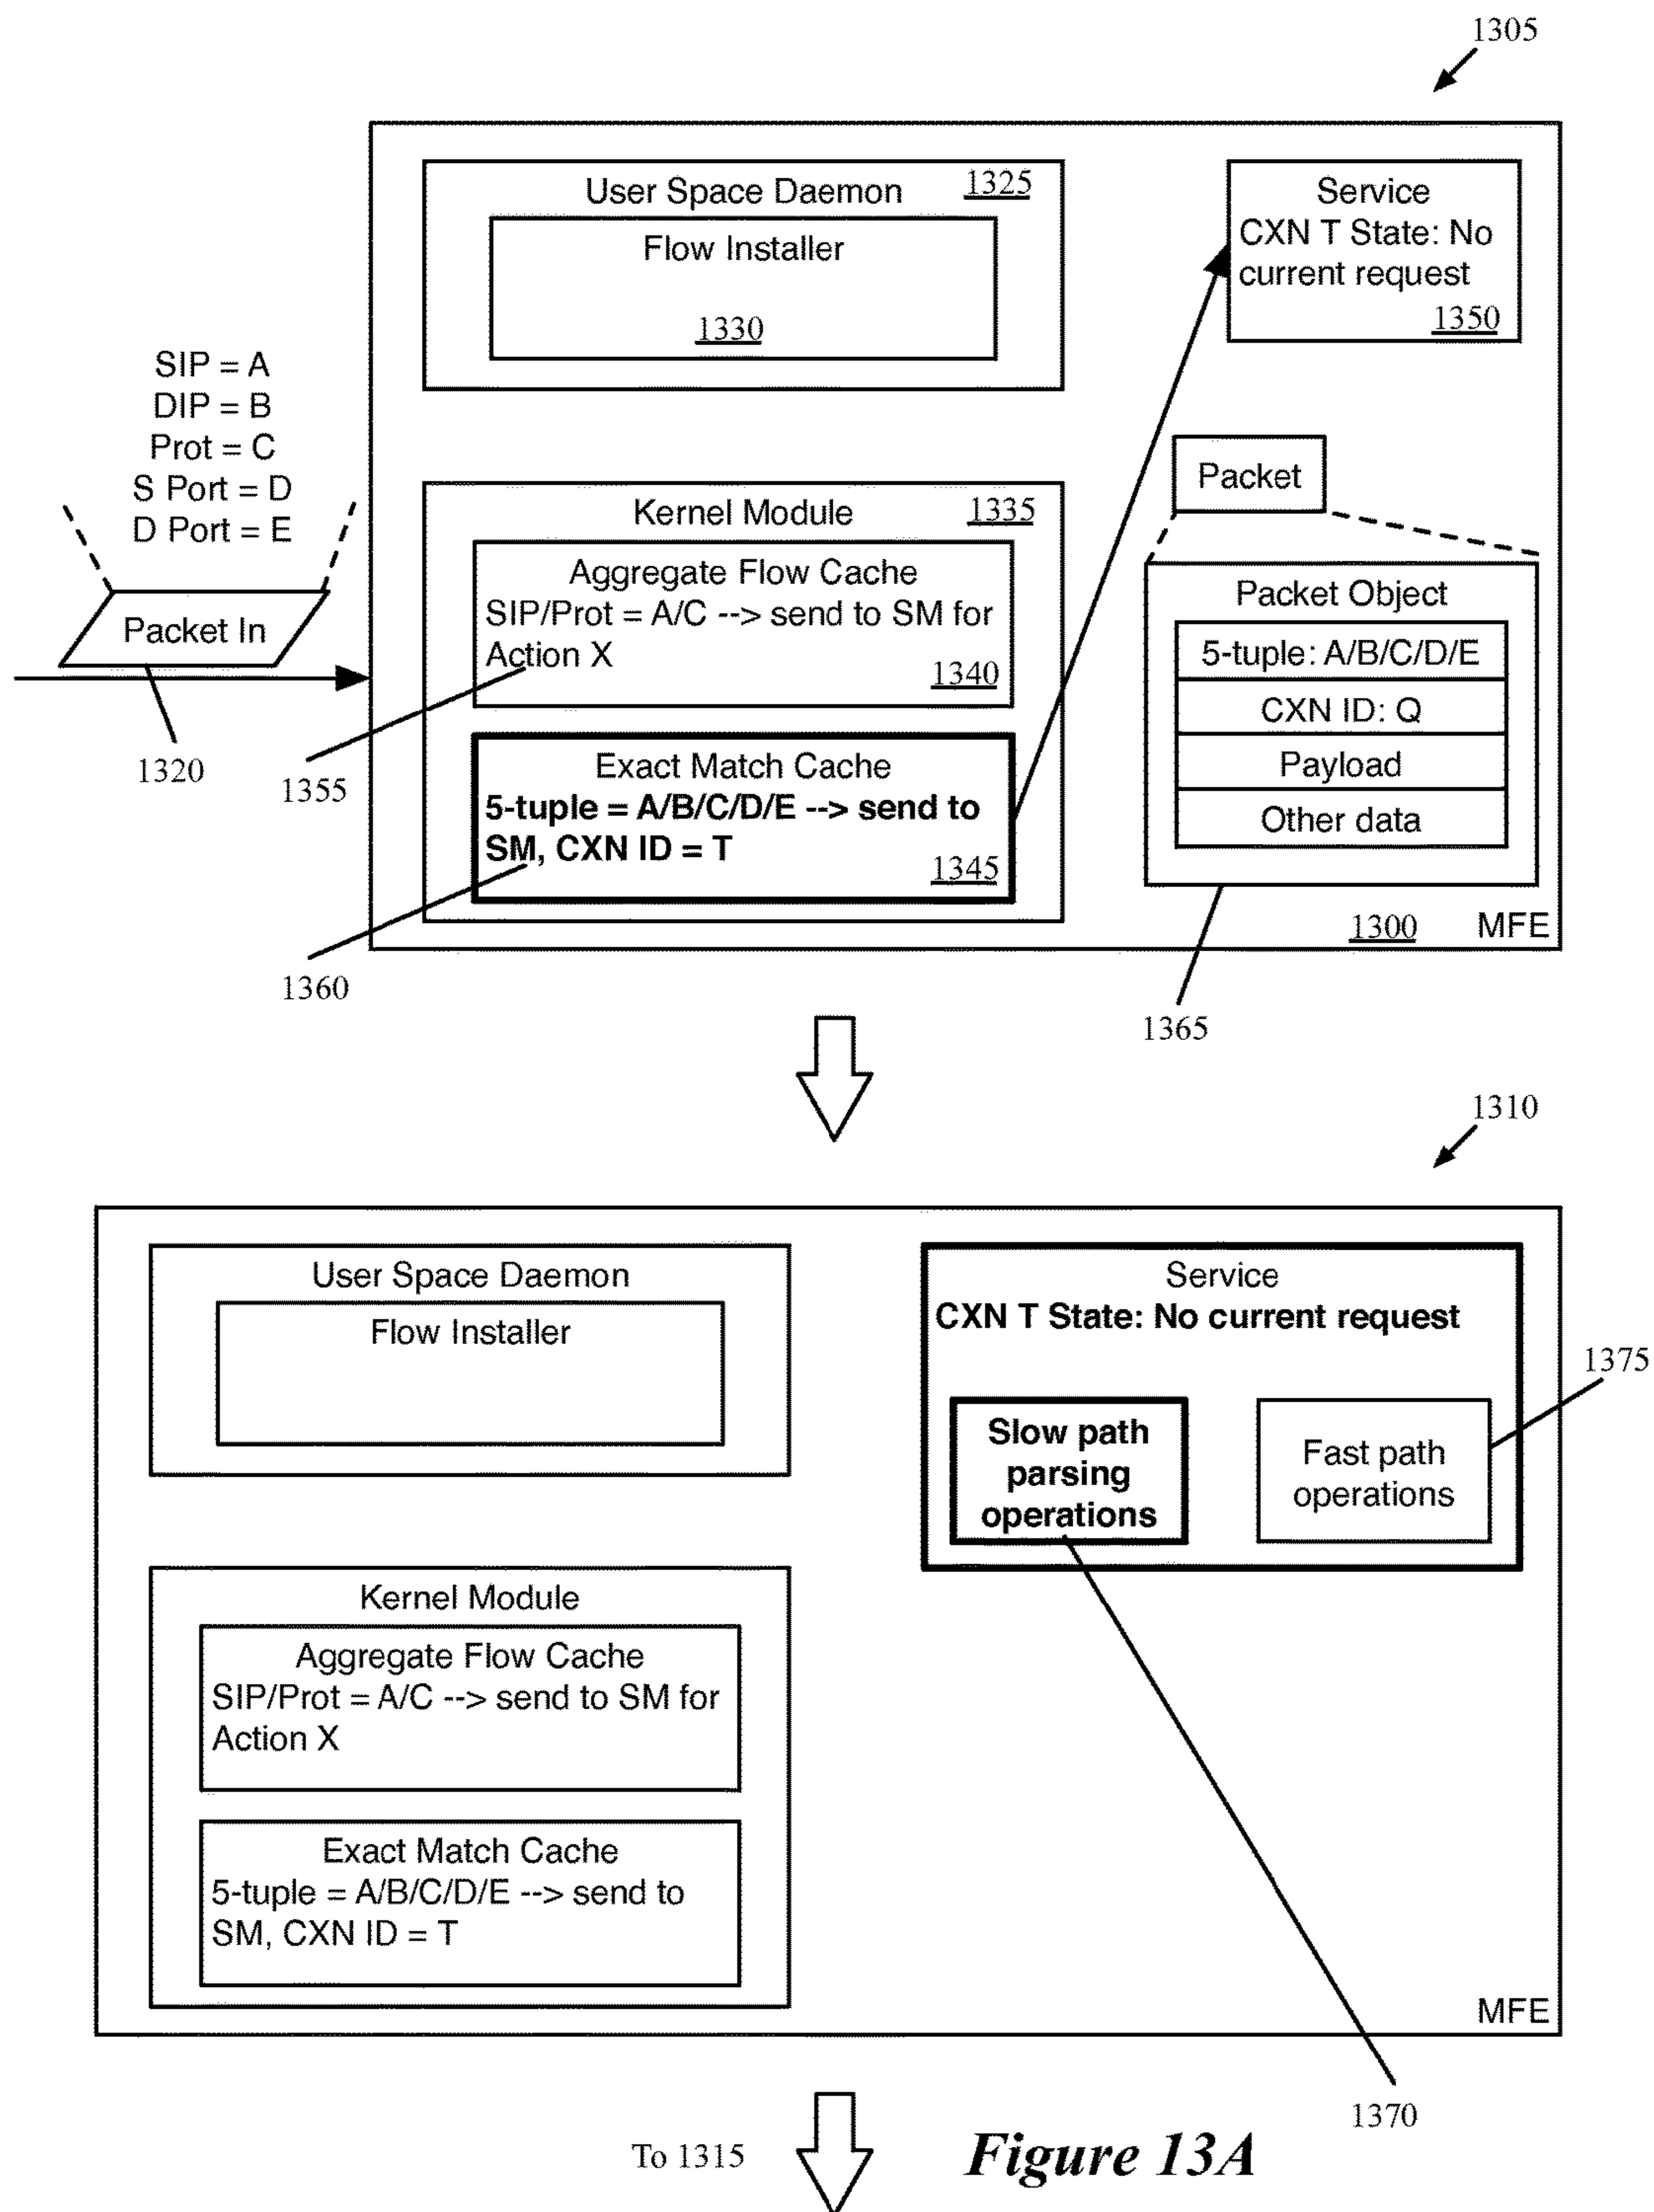 1305
User Space Daemon
1325
Flow Installer
1330
Service
CXN T State: No
current request
1350
SIP = A
DIP = B
Prot = C
S Port = D
D Port = E
Packet In
1320
Kernel Module
1335
Aggregate Flow Cache
SIP/Prot = A/C --> send to SM for
Action X
1340
1355
Exact Match Cache
5-tuple = A/B/C/D/E --> send to
SM, CXN ID = T
1345
1360
Packet
Packet Object
5-tuple: A/B/C/D/E
CXN ID: Q
Payload
Other data
1300
MFE
1365
1310
User Space Daemon
Flow Installer
Service
CXN T State: No current request
1375
Slow path
parsing
operations
Fast path
operations
Kernel Module
Aggregate Flow Cache
SIP/Prot = A/C --> send to SM for
Action X
Exact Match Cache
5-tuple = A/B/C/D/E --> send to
SM, CXN ID = T
MFE
1370
To 1315
Figure 13A